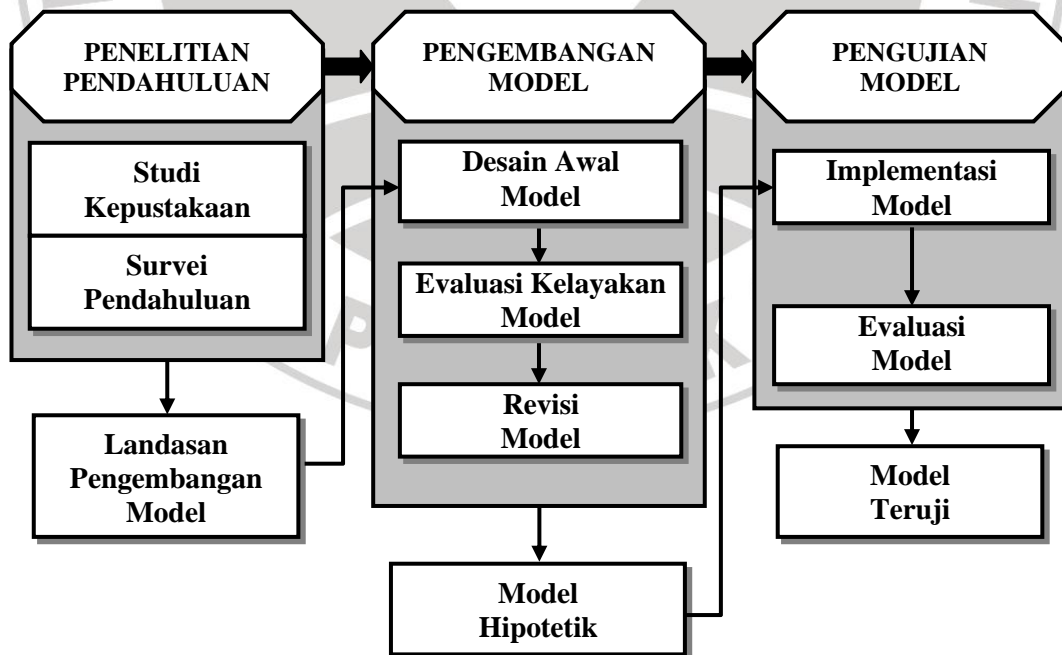 PENELITIAN
PENDAHULUAN
Studi
Kepustakaan
Survei
Pendahuluan
Landasan
Pengembangan
Model
PENGEMBANGAN
MODEL
Desain Awal
Model
Evaluasi Kelayakan
Model
Revisi
Model
Model
Hipotetik
PENGUJIAN
MODEL
Implementasi
Model
Evaluasi
Model
Model
Teruji